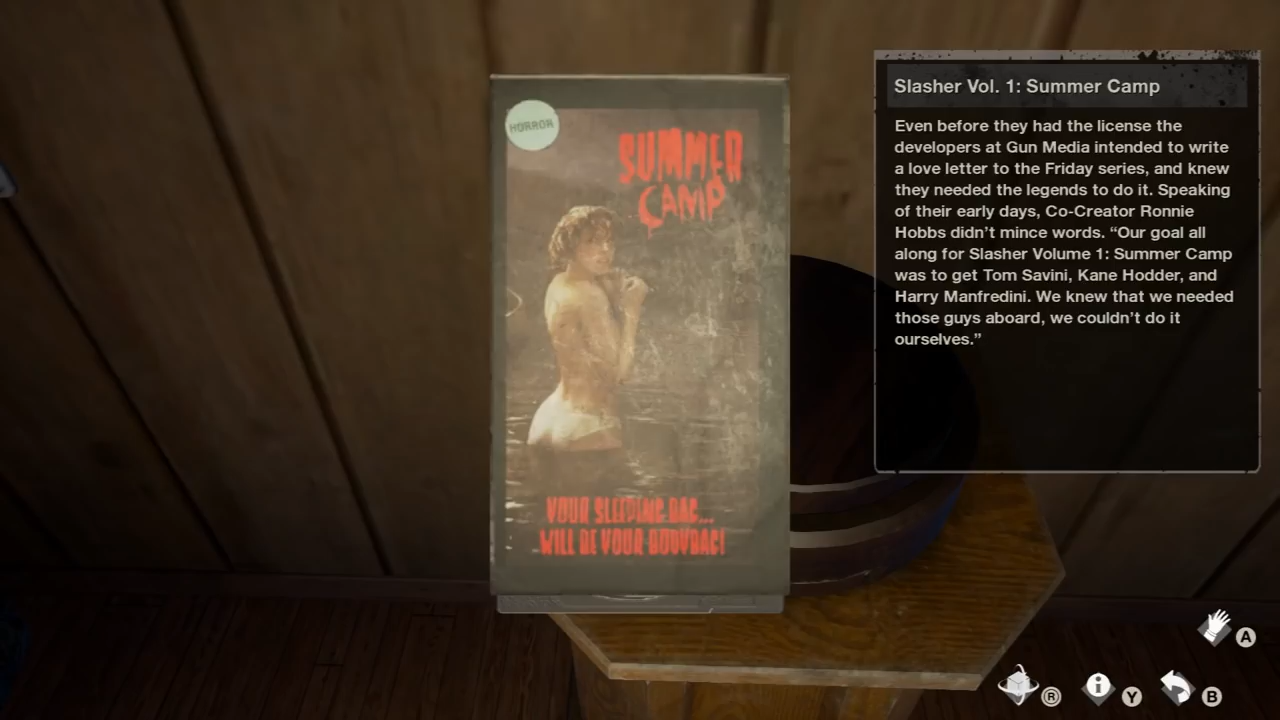 HORROR
SUMMER
CAMP
YOUR SLEEPING BAG...
WILL BE YOUR BODYBAG!
Slasher Vol. 1: Summer Camp
Even before they had the license the
developers at Gun Media intended to write
a love letter to the Friday series, and knew
they needed the legends to do it. Speaking
of their early days, Co-Creator Ronnie
Hobbs didn’t mince words. “Our goal all
along for Slasher Volume 1: Summer Camp
was to get Tom Savini, Kane Hodder, and
Harry Manfredini. We knew that we needed
those guys aboard, we couldn’t do it
ourselves.”
A
R
Y
B